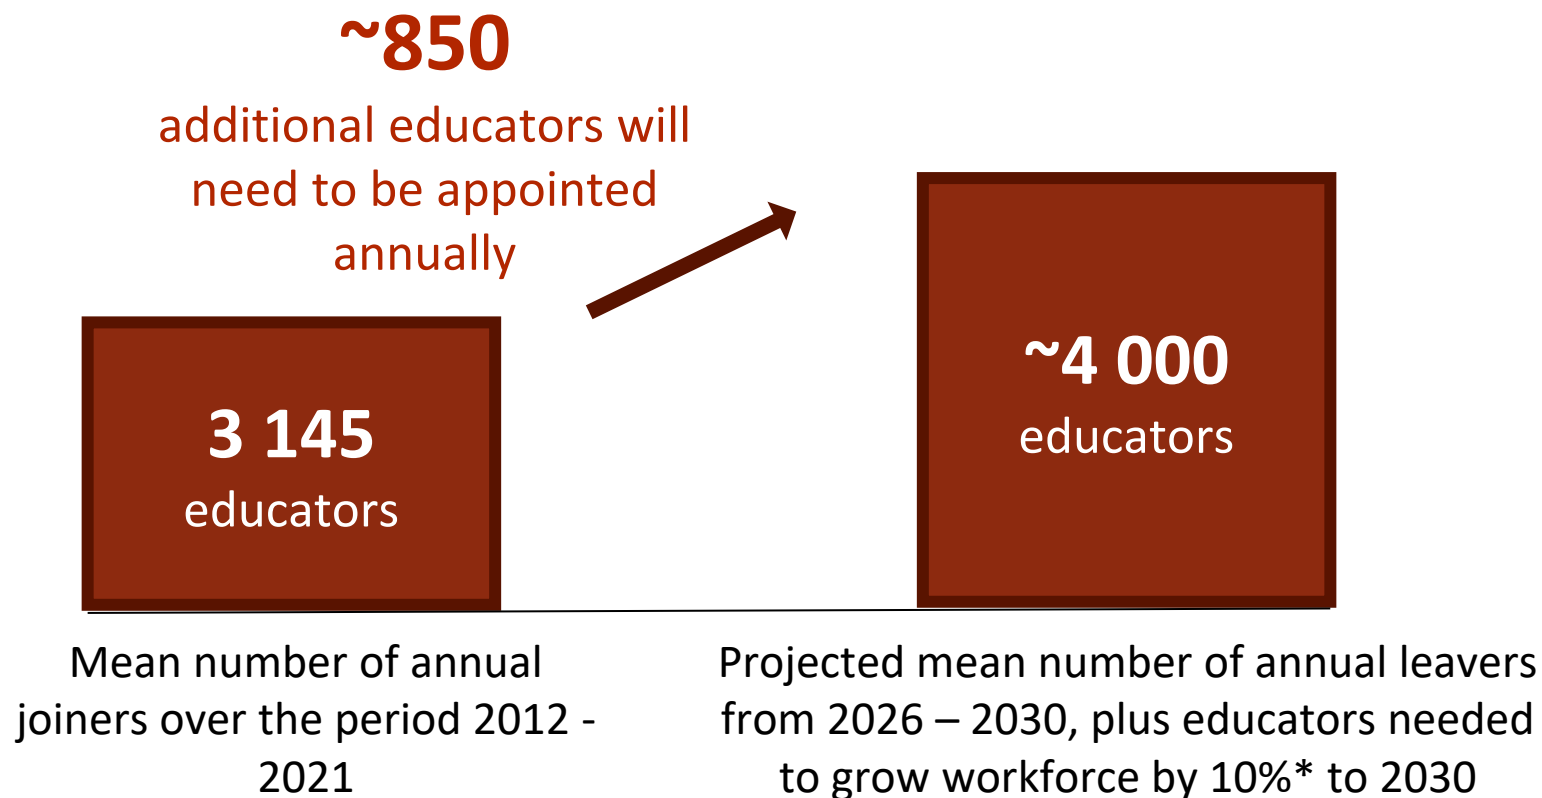 ~850
additional educators will
need to be appointed
annually
3 145
educators
~4 000
educators
Mean number of annual
joiners over the period 2012 -
2021
Projected mean number of annual leavers
from 2026 – 2030, plus educators needed
to grow workforce by 10%* to 2030